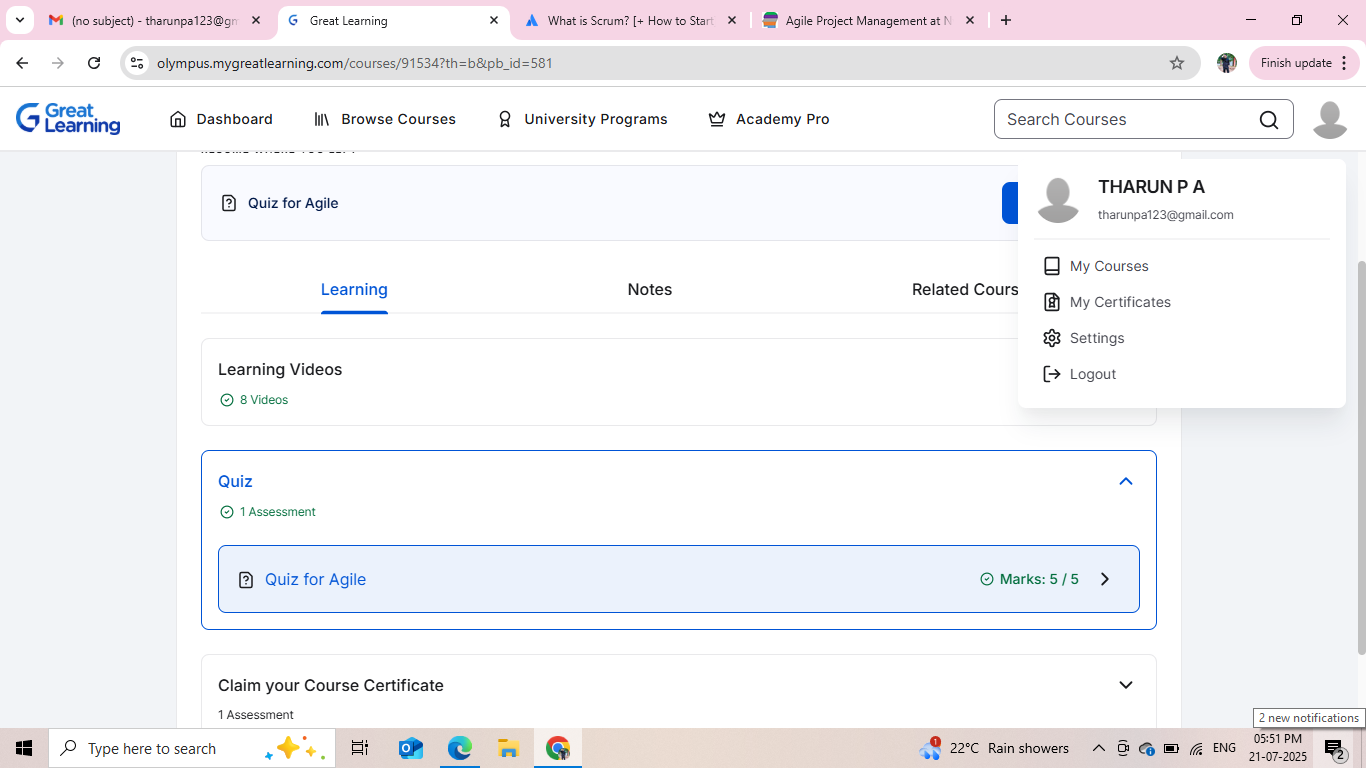 (no subject) - tharunpa123@gm
Great Learning
What is Scrum? [+ How to Start
Agile Project Management at N
olympus.mygreatlearning.com/courses/91534?th=b&pb_id=581
Finish update
Great Learning
Dashboard
Browse Courses
University Programs
Academy Pro
Search Courses
Quiz for Agile
THARUN P A
tharunpa123@gmail.com
My Courses
My Certificates
Settings
Logout
Learning
Notes
Related Cours
Learning Videos
8 Videos
Quiz
1 Assessment
Quiz for Agile
Marks: 5 / 5
Claim your Course Certificate
1 Assessment
2 new notifications
Type here to search
1
22°C Rain showers
ENG
05:51 PM
21-07-2025
2